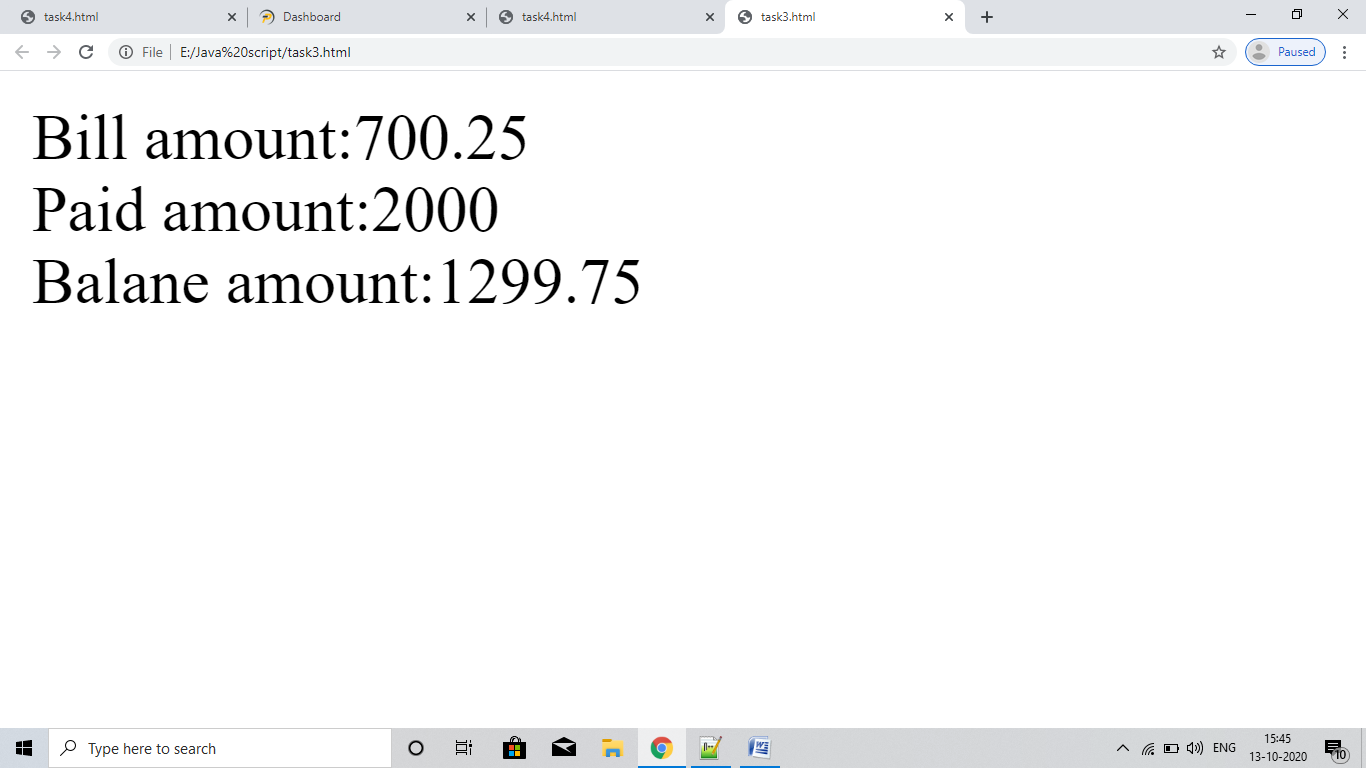 task4.html
Dashboard
task4.html
task3.html
File
E:/Java%20script/task3.html
Paused
Bill amount:700.25
Paid amount:2000
Balane amount:1299.75
Type here to search
ENG
15:45
13-10-2020
10